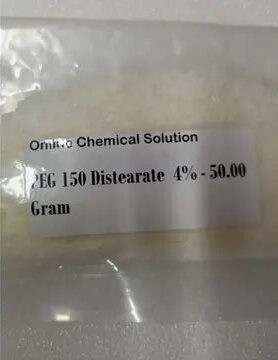 Chemical Solution
PEG 150 Distearate 4% - 50.00
Gram